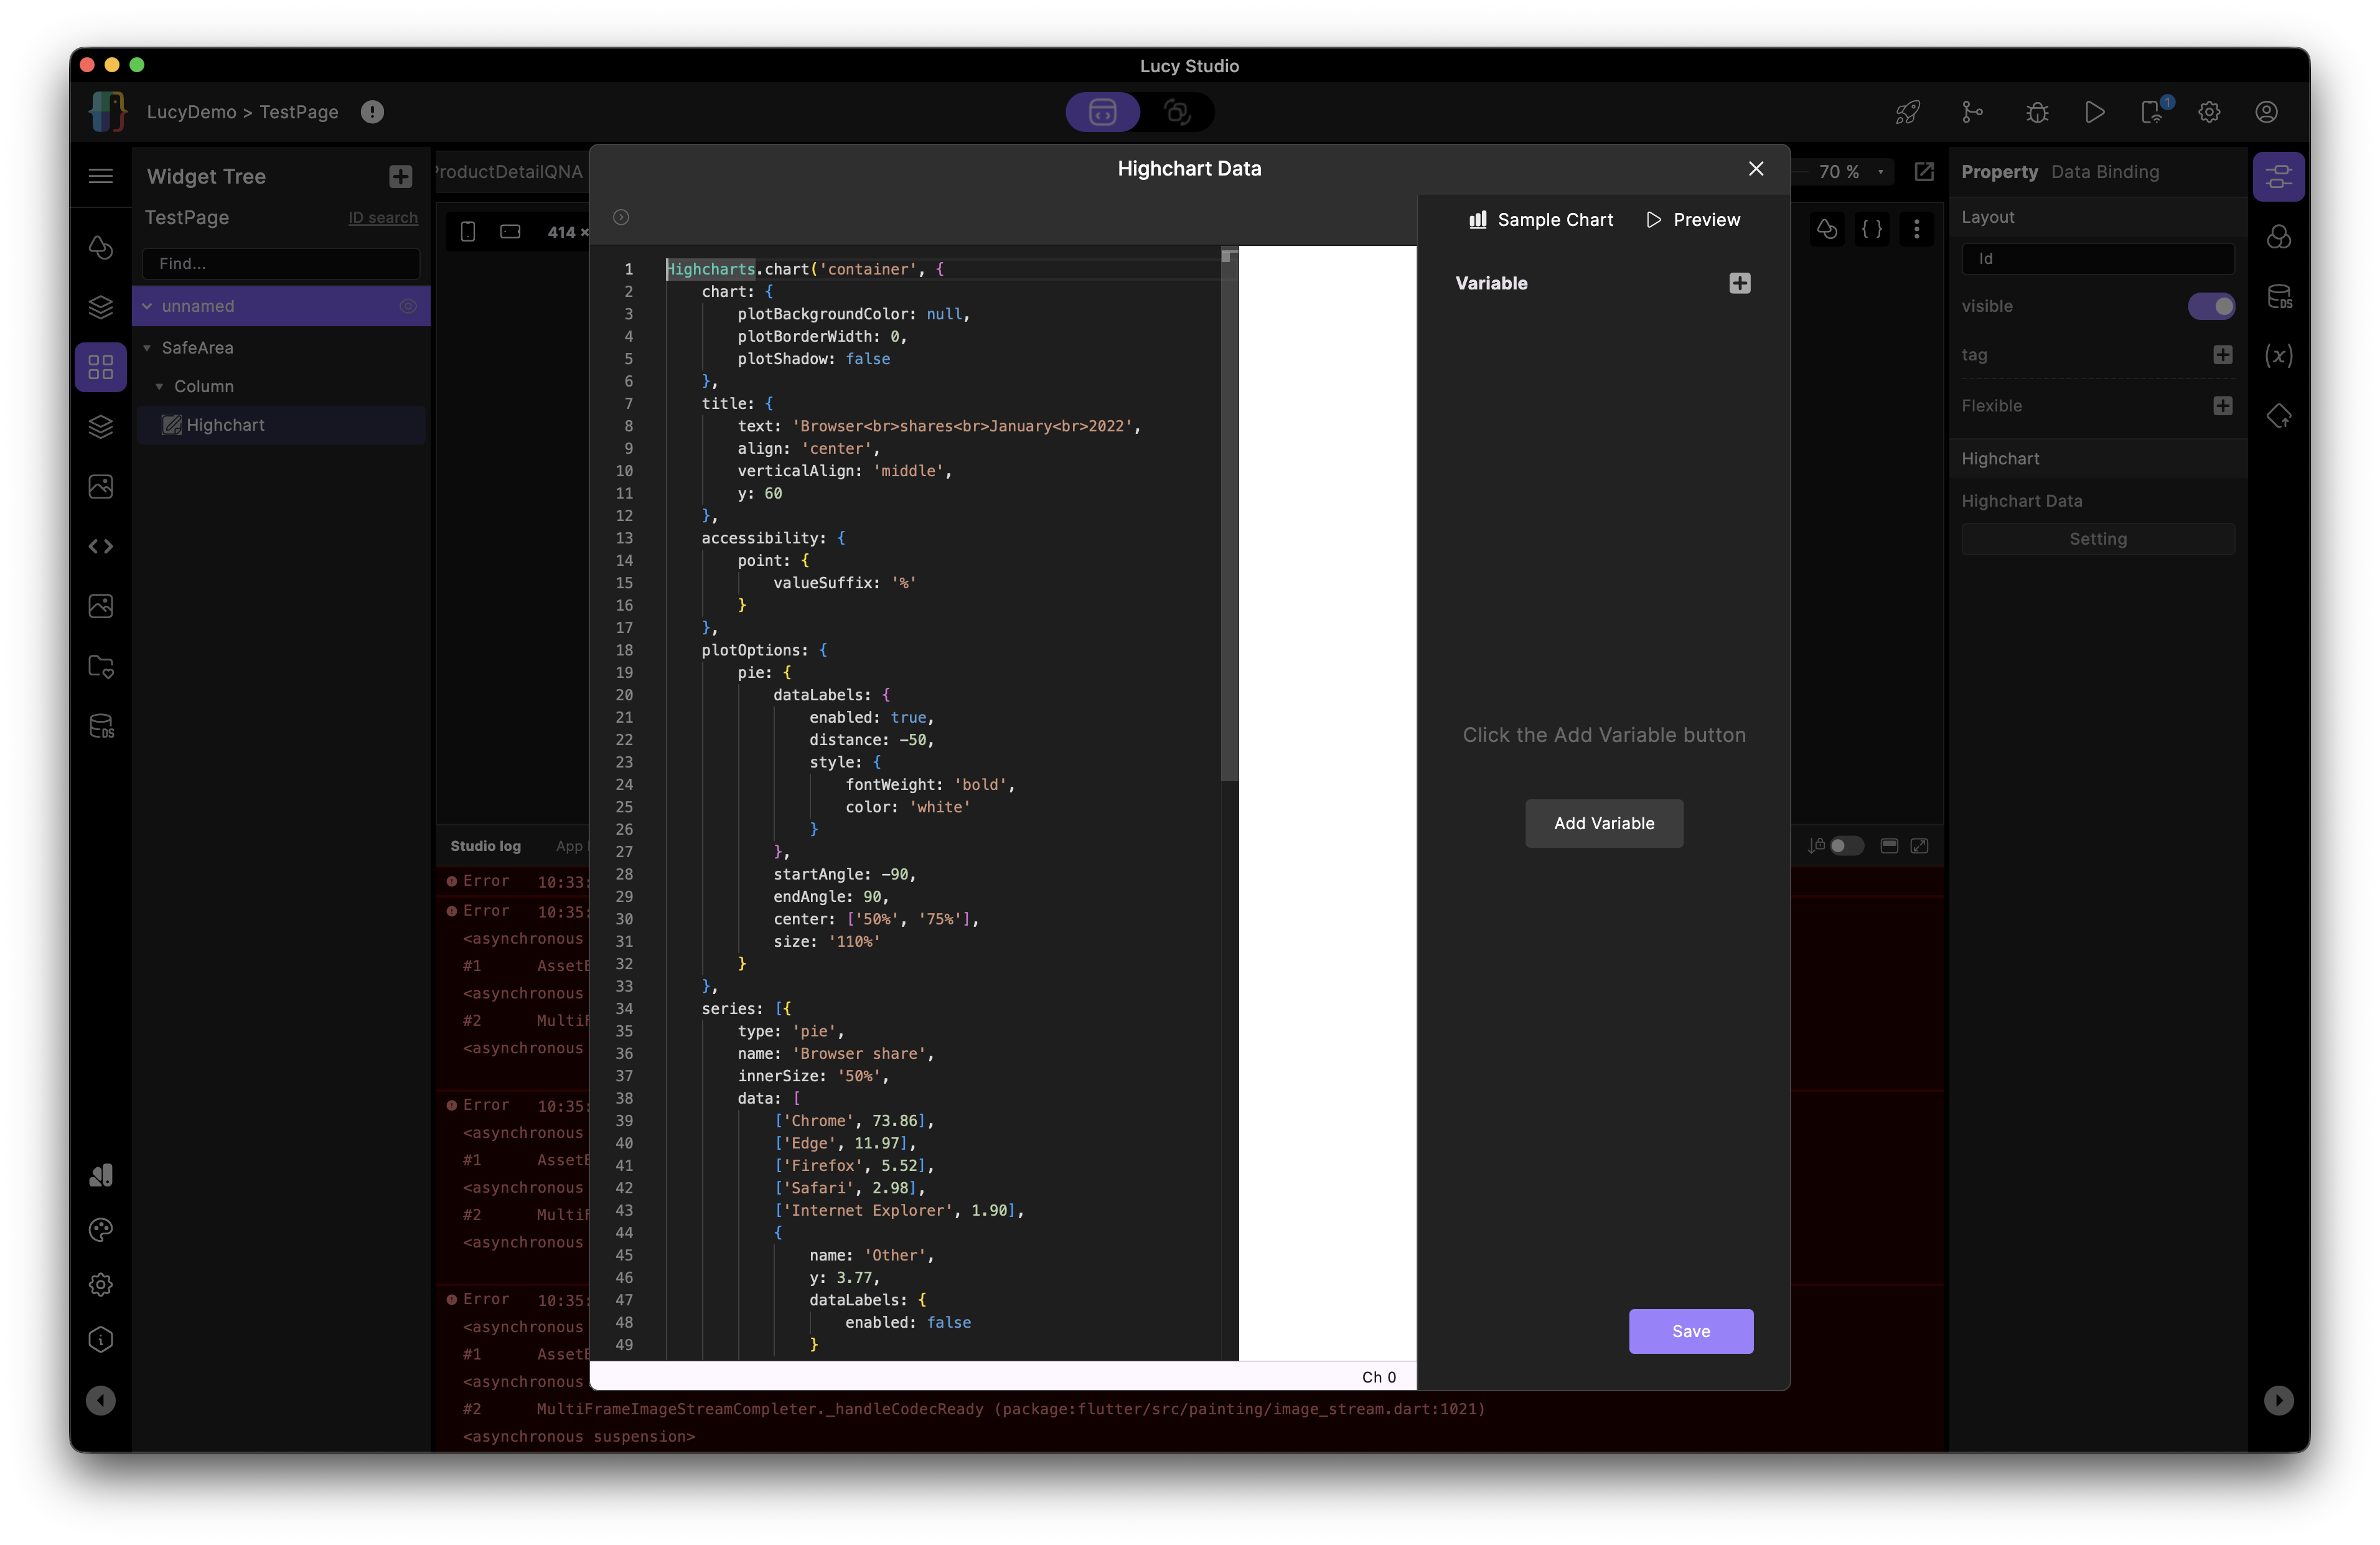 Lucy Studio
LucyDemo > TestPage
1
Widget Tree
TestPage
ID search
Find...
unnamed
SafeArea
Column
Highchart
DS
ProductDetailQNA
414 ×
70 %
Highchart Data
Sample Chart
Preview
Variable
Click the Add Variable button
Add Variable
Save
1 Highcharts.chart('container', {
2 chart: {
3 plotBackgroundColor: null,
4 plotBorderWidth: 0,
5 plotShadow: false
6 },
7 title: {
8 text: 'Browser<br>shares<br>January<br>2022',
9 align: 'center',
10 verticalAlign: 'middle',
11 y: 60
12 },
13 accessibility: {
14 point: {
15 valueSuffix: '%'
16 }
17 },
18 plotOptions: {
19 pie: {
20 dataLabels: {
21 enabled: true,
22 distance: -50,
23 style: {
24 fontWeight: 'bold',
25 color: 'white'
26 }
27 },
28 startAngle: -90,
29 endAngle: 90,
30 center: ['50%', '75%'],
31 size: '110%'
32 }
33 },
34 series: [{
35 type: 'pie',
36 name: 'Browser share',
37 innerSize: '50%',
38 data: [
39 ['Chrome', 73.86],
40 ['Edge', 11.97],
41 ['Firefox', 5.52],
42 ['Safari', 2.98],
43 ['Internet Explorer', 1.90],
44 {
45 name: 'Other',
46 y: 3.77,
47 dataLabels: {
48 enabled: false
49 }
Ch 0
Studio log
App
Error 10:33:
Error 10:35:
<asynchronous
#1 AssetB
<asynchronous
#2 MultiF
<asynchronous
Error 10:35:
<asynchronous
#1 AssetB
<asynchronous
#2 MultiF
<asynchronous
Error 10:35:
<asynchronous
#1 AssetB
<asynchronous
#2 MultiFrameImageStreamCompleter._handleCodecReady (package:flutter/src/painting/image_stream.dart:1021)
<asynchronous suspension>
Property
Data Binding
Layout
Id
visible
tag
Flexible
Highchart
Highchart Data
Setting
DS
(x)